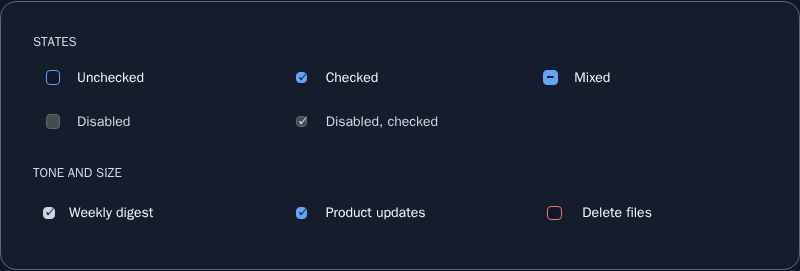 STATES
Unchecked Checked Mixed
Disabled Disabled, checked
TONE AND SIZE
Weekly digest Product updates Delete files